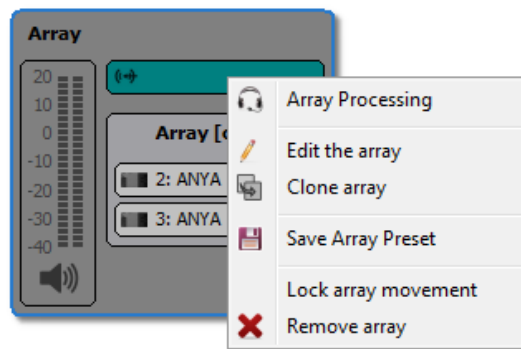 Array
20
10
0
-10
-20
-30
-40
Array [
2: ANYA
3: ANYA
Array Processing
Edit the array
Clone array
Save Array Preset
Lock array movement
Remove array